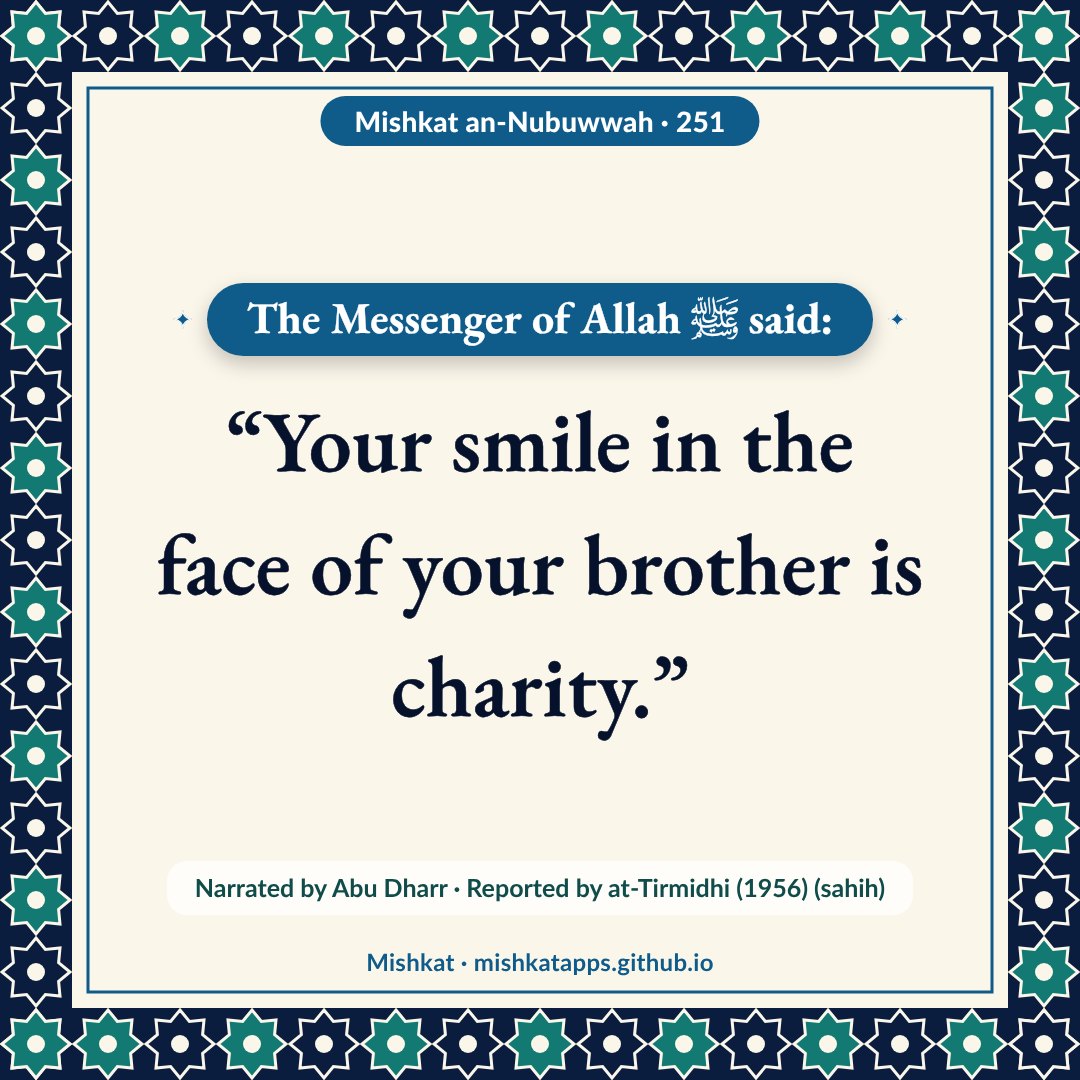 Mishkat an-Nubuwwah · 251
The Messenger of Allah ﷺ said:
“Your smile in the
face of your brother is
charity.”
Narrated by Abu Dharr · Reported by at-Tirmidhi (1956) (sahih)
Mishkat · mishkatapps.github.io